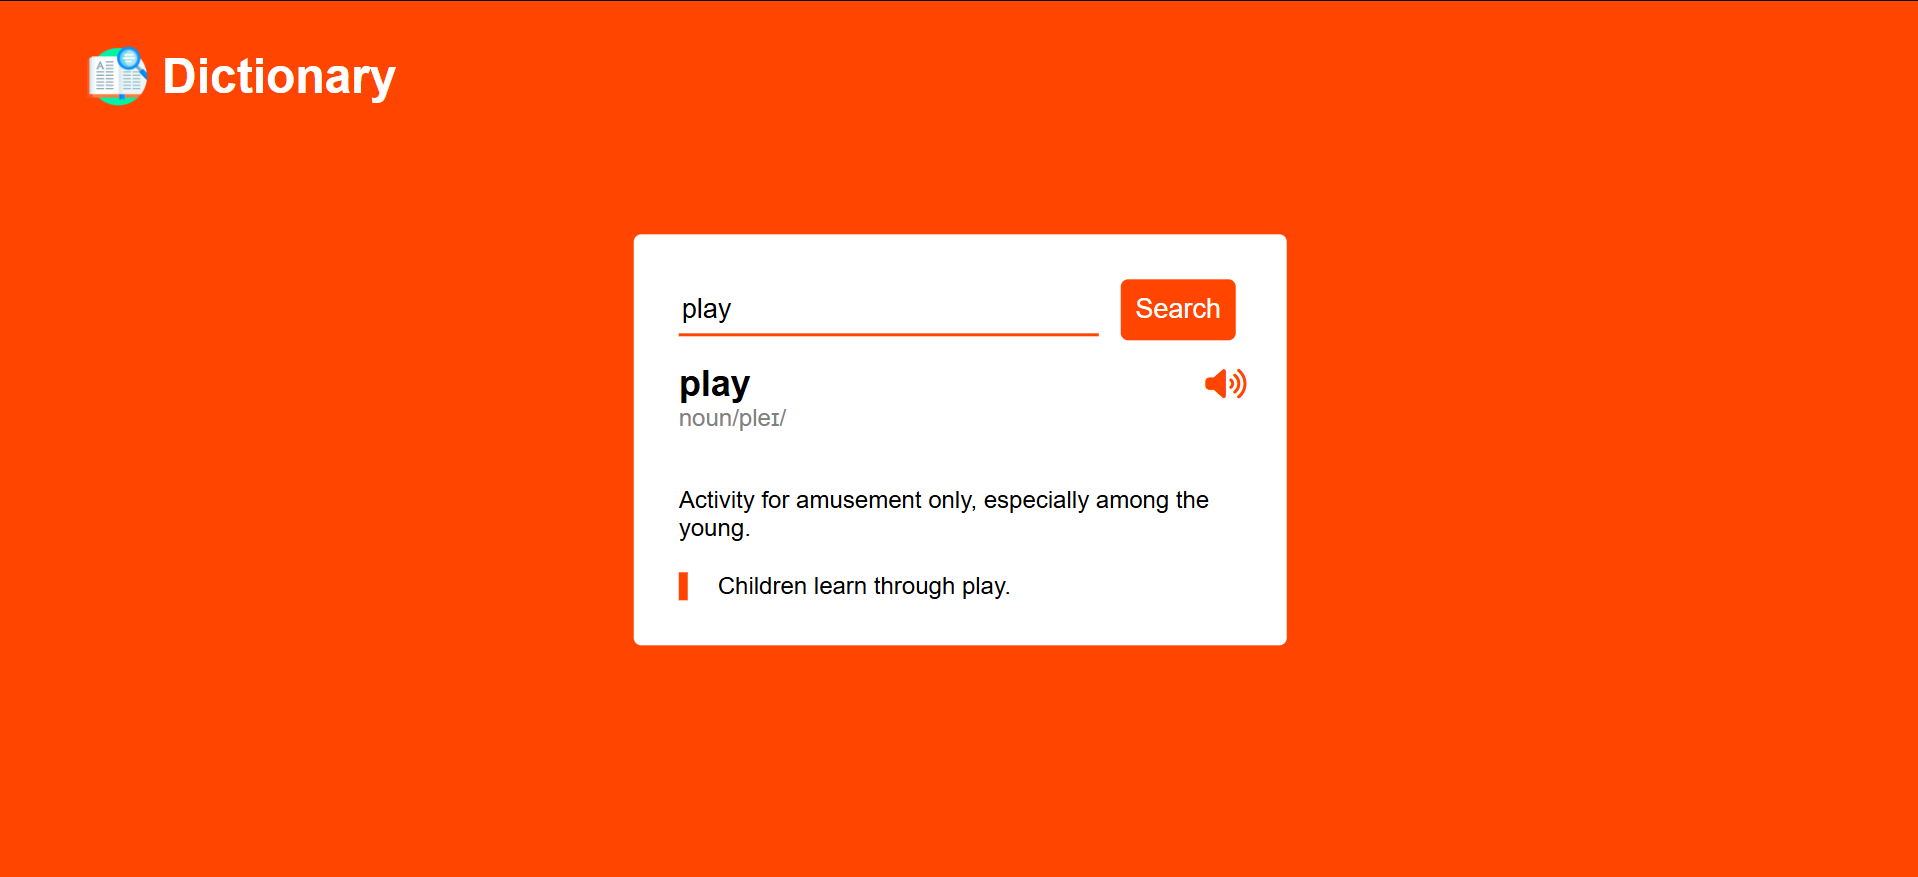 Dictionary
play
Search
play
noun/pleɪ/
Activity for amusement only, especially among the
young.
Children learn through play.